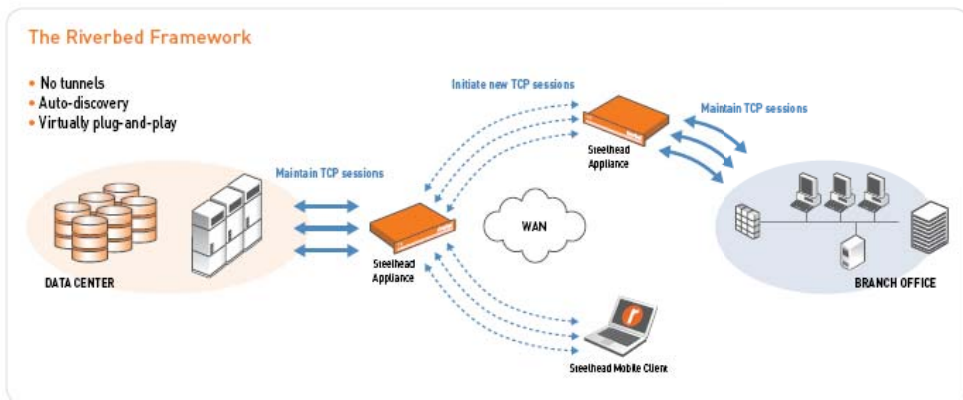 The Riverbed Framework
• No tunnels
• Auto-discovery
• Virtually plug-and-play
Initiate new TCP sessions
Maintain TCP sessions
Steelhead
Appliance
Maintain TCP sessions
WAN
Steelhead
Appliance
DATA CENTER
BRANCH OFFICE
r
Steelhead Mobile Client